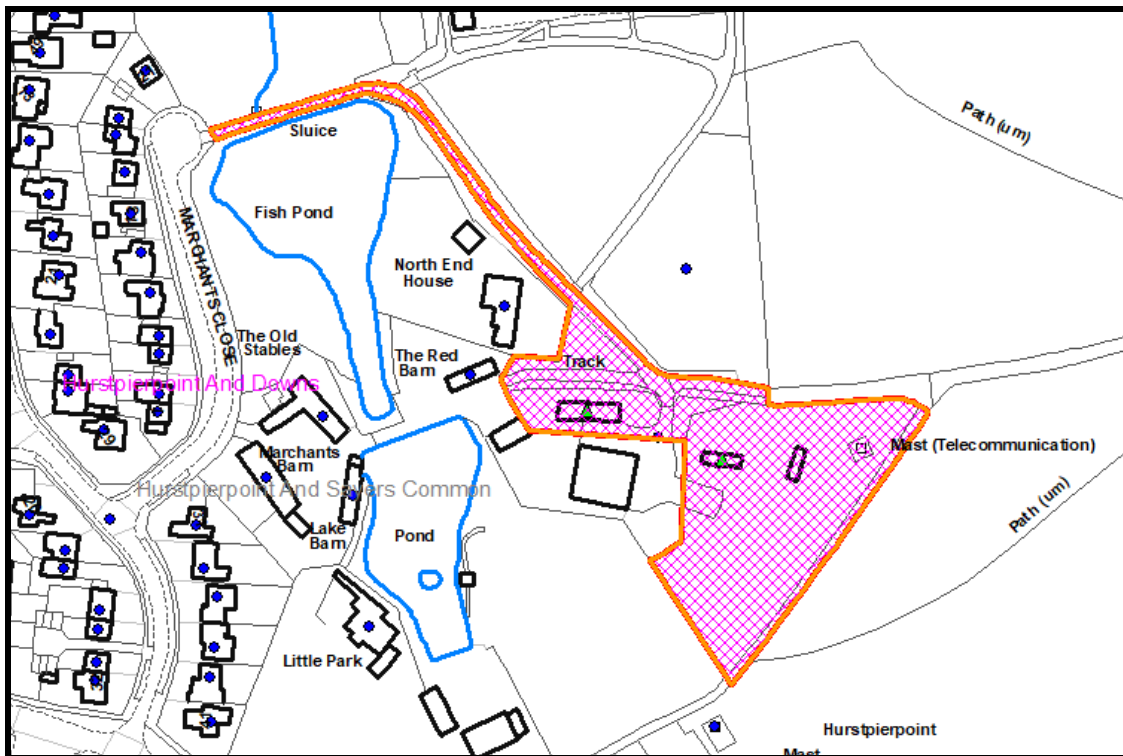 Path (um)
Sluice
Fish Pond
MARCHANTS CLOSE
North End
House
The Old
Stables
The Red
Barn
Track
Hurstpierpoint And Downs
Mast (Telecommunication)
Marchants
Barn
Hurstpierpoint And Sayers Common
Lake
Barn
Pond
Path (um)
Little Park
Hurstpierpoint
Mast
21